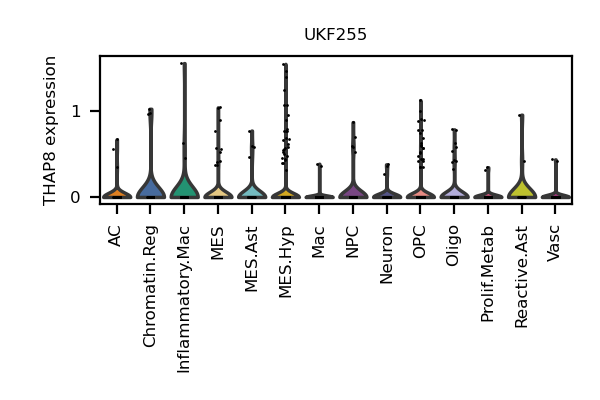 UKF255
THAP8 expression
1
0
AC
Chromatin.Reg
Inflammatory.Mac
MES
MES.Ast
MES.Hyp
Mac
NPC
Neuron
OPC
Oligo
Prolif.Metab
Reactive.Ast
Vasc